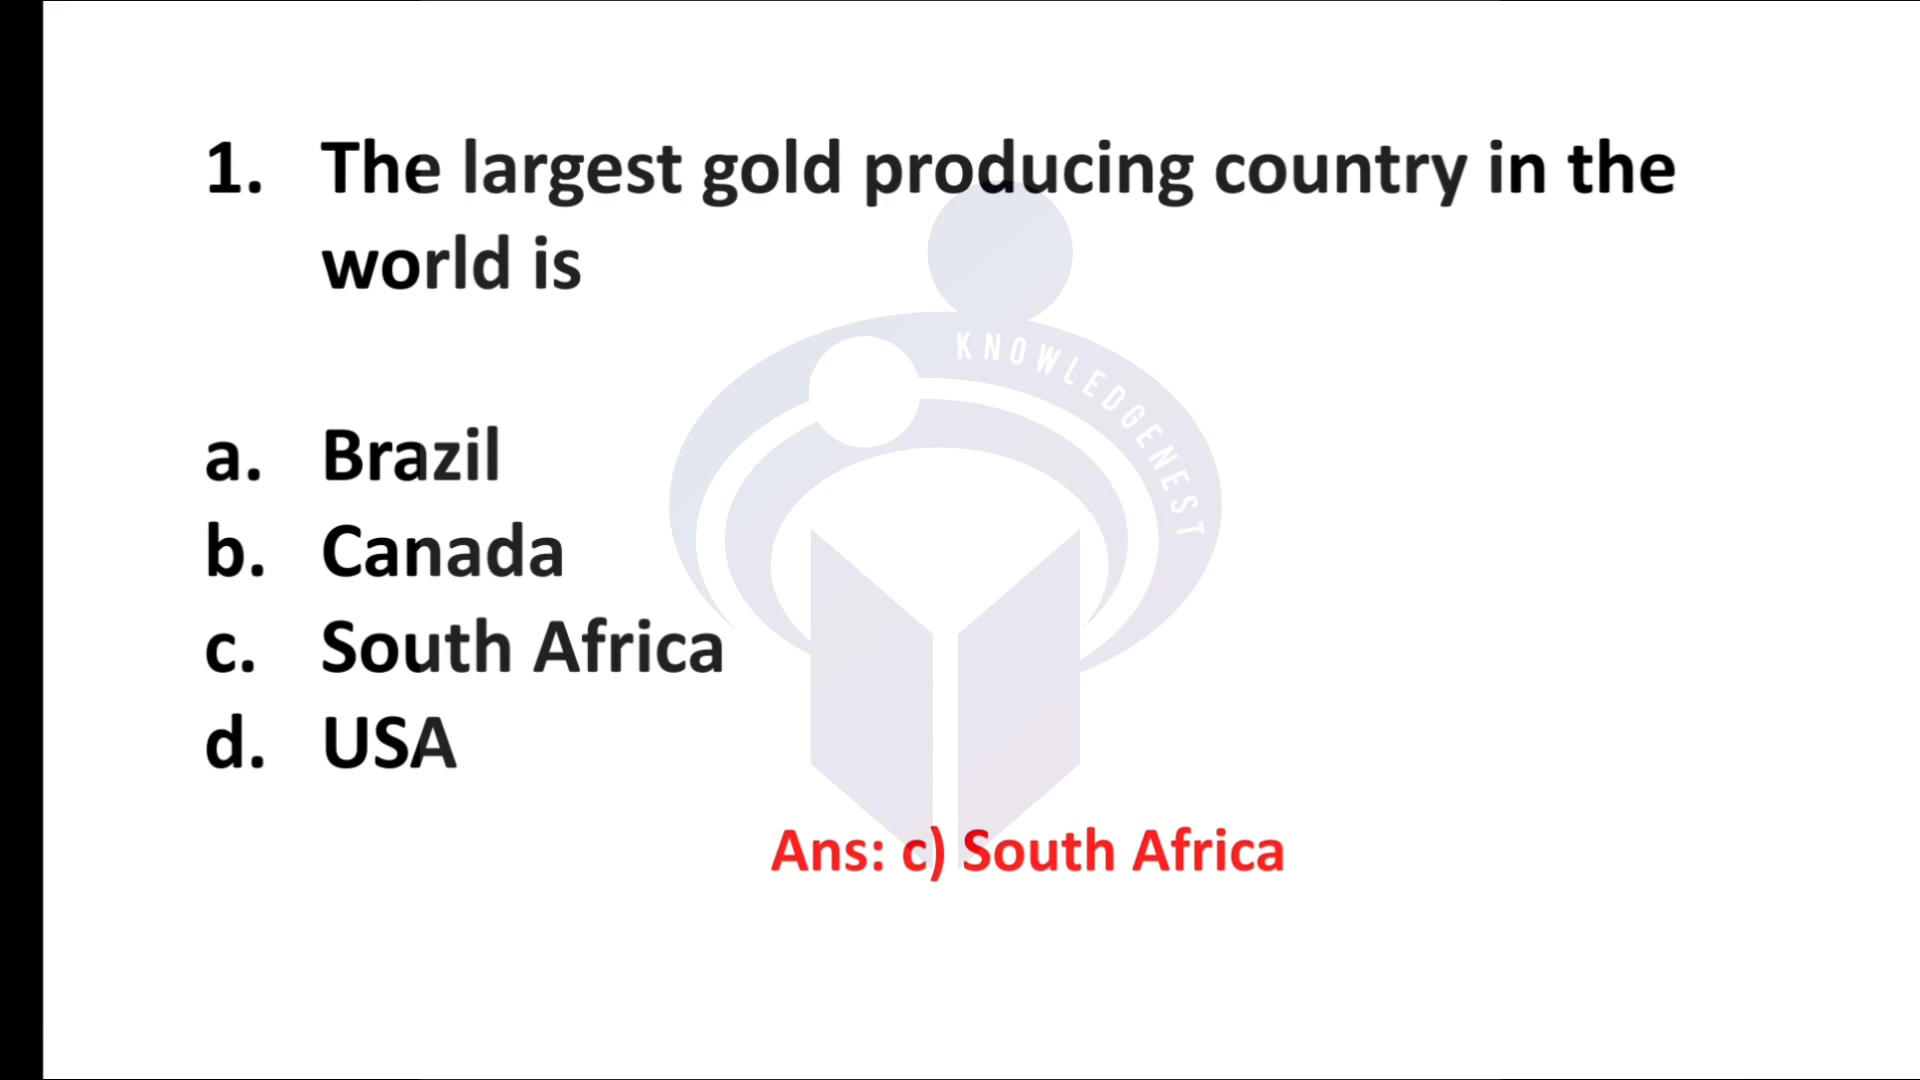 1. The largest gold producing country in the
world is
KNOWLEDGENEST
a. Brazil
b. Canada
c. South Africa
d. USA
Ans: c) South Africa